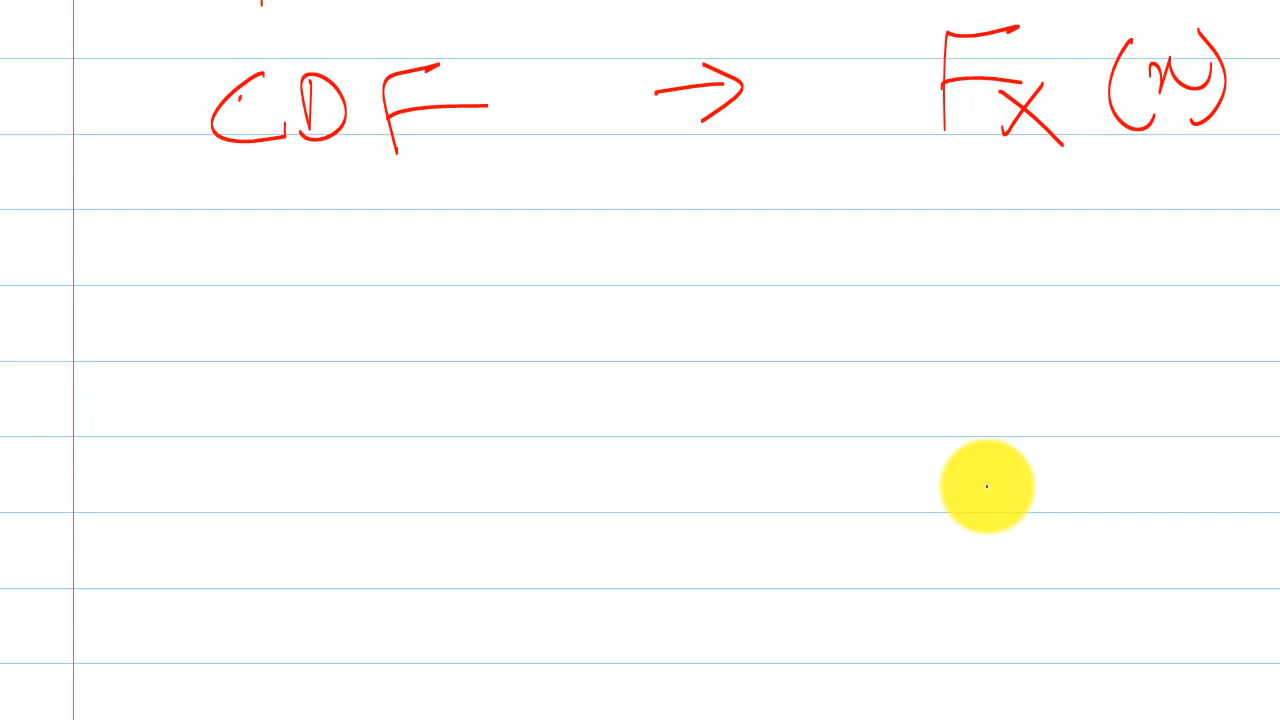 CDF → Fx (x)